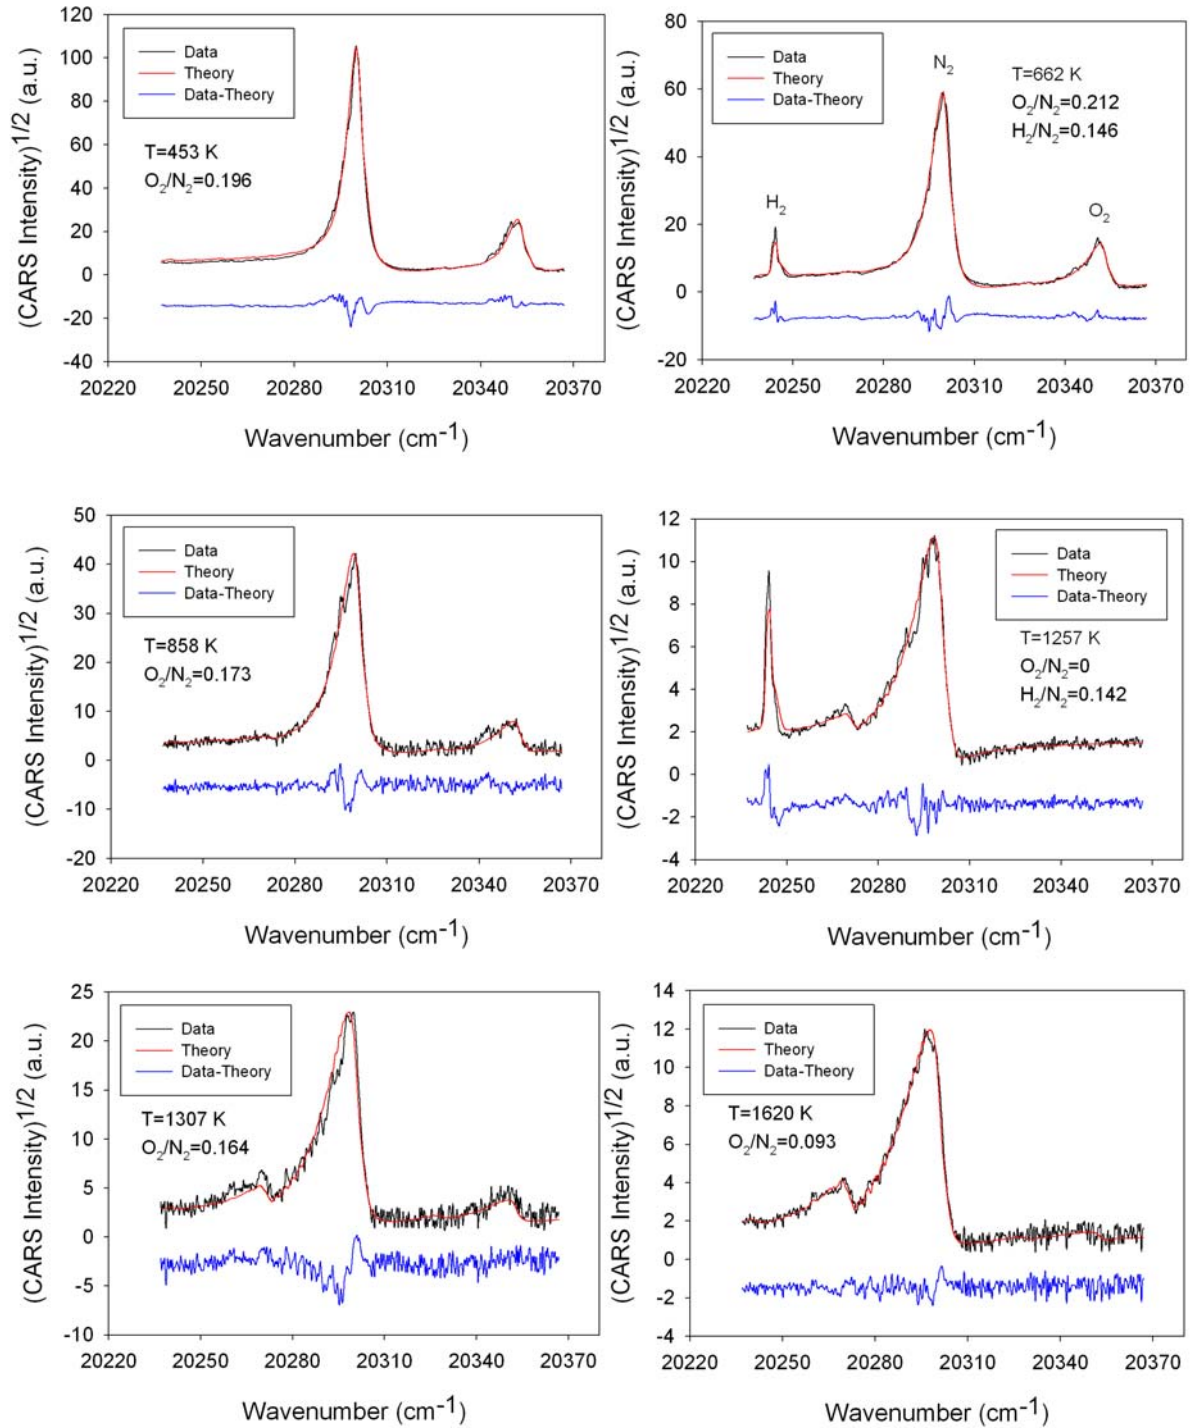 120
100
80
60
40
20
0
-20
-40
Data
Theory
Data-Theory
T=453 K
O2/N2=0.196
20220 20250 20280 20310 20340 20370
Wavenumber (cm-1)
(CARS Intensity)1/2 (a.u.)
80
60
40
20
0
-20
Data
Theory
Data-Theory
H2
N2
O2
T=662 K
O2/N2=0.212
H2/N2=0.146
20220 20250 20280 20310 20340 20370
Wavenumber (cm-1)
(CARS Intensity)1/2 (a.u.)
50
40
30
20
10
0
-10
-20
Data
Theory
Data-Theory
T=858 K
O2/N2=0.173
20220 20250 20280 20310 20340 20370
Wavenumber (cm-1)
(CARS Intensity)1/2 (a.u.)
12
10
8
6
4
2
0
-2
-4
Data
Theory
Data-Theory
T=1257 K
O2/N2=0
H2/N2=0.142
20220 20250 20280 20310 20340 20370
Wavenumber (cm-1)
(CARS Intensity)1/2 (a.u.)
25
20
15
10
5
0
-5
-10
Data
Theory
Data-Theory
T=1307 K
O2/N2=0.164
20220 20250 20280 20310 20340 20370
Wavenumber (cm-1)
(CARS Intensity)1/2 (a.u.)
14
12
10
8
6
4
2
0
-2
-4
Data
Theory
Data-Theory
T=1620 K
O2/N2=0.093
20220 20250 20280 20310 20340 20370
Wavenumber (cm-1)
(CARS Intensity)1/2 (a.u.)